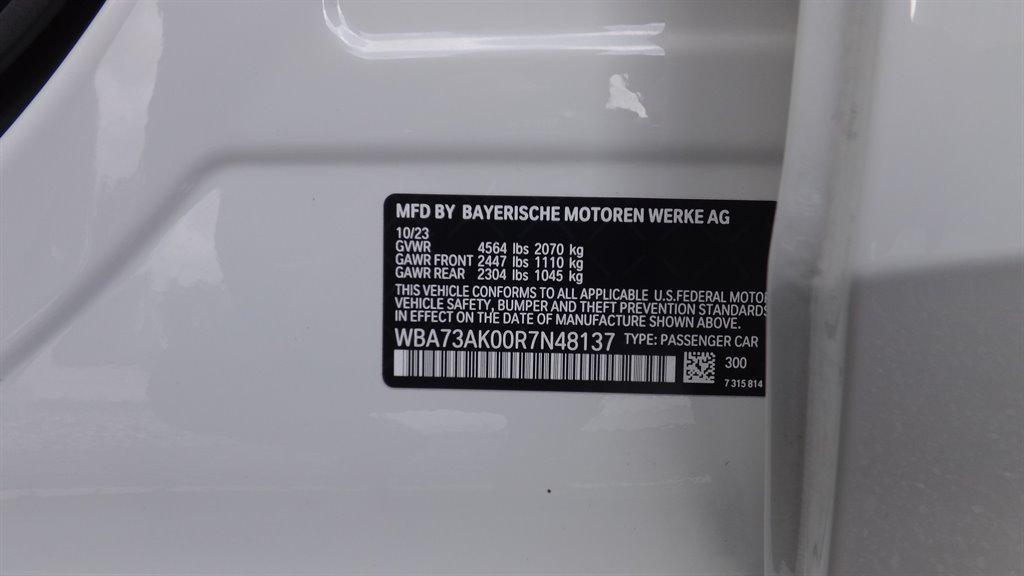 MFD BY BAYERISCHE MOTOREN WERKE AG
10/23
GVWR 4564 lbs 2070 kg
GAWR FRONT 2447 lbs 1110 kg
GAWR REAR 2304 lbs 1045 kg
THIS VEHICLE CONFORMS TO ALL APPLICABLE U.S.FEDERAL MOTO
VEHICLE SAFETY, BUMPER AND THEFT PREVENTION STANDARDS
IN EFFECT ON THE DATE OF MANUFACTURE SHOWN ABOVE.
WBA73AK00R7N48137 TYPE: PASSENGER CAR
300
7 315 814